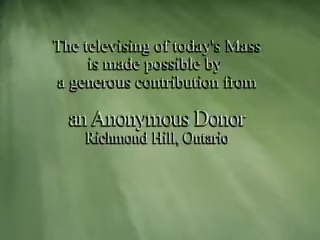 The televising of today's Mass
is made possible by
a generous contribution from
an Anonymous Donor
Richmond Hill, Ontario